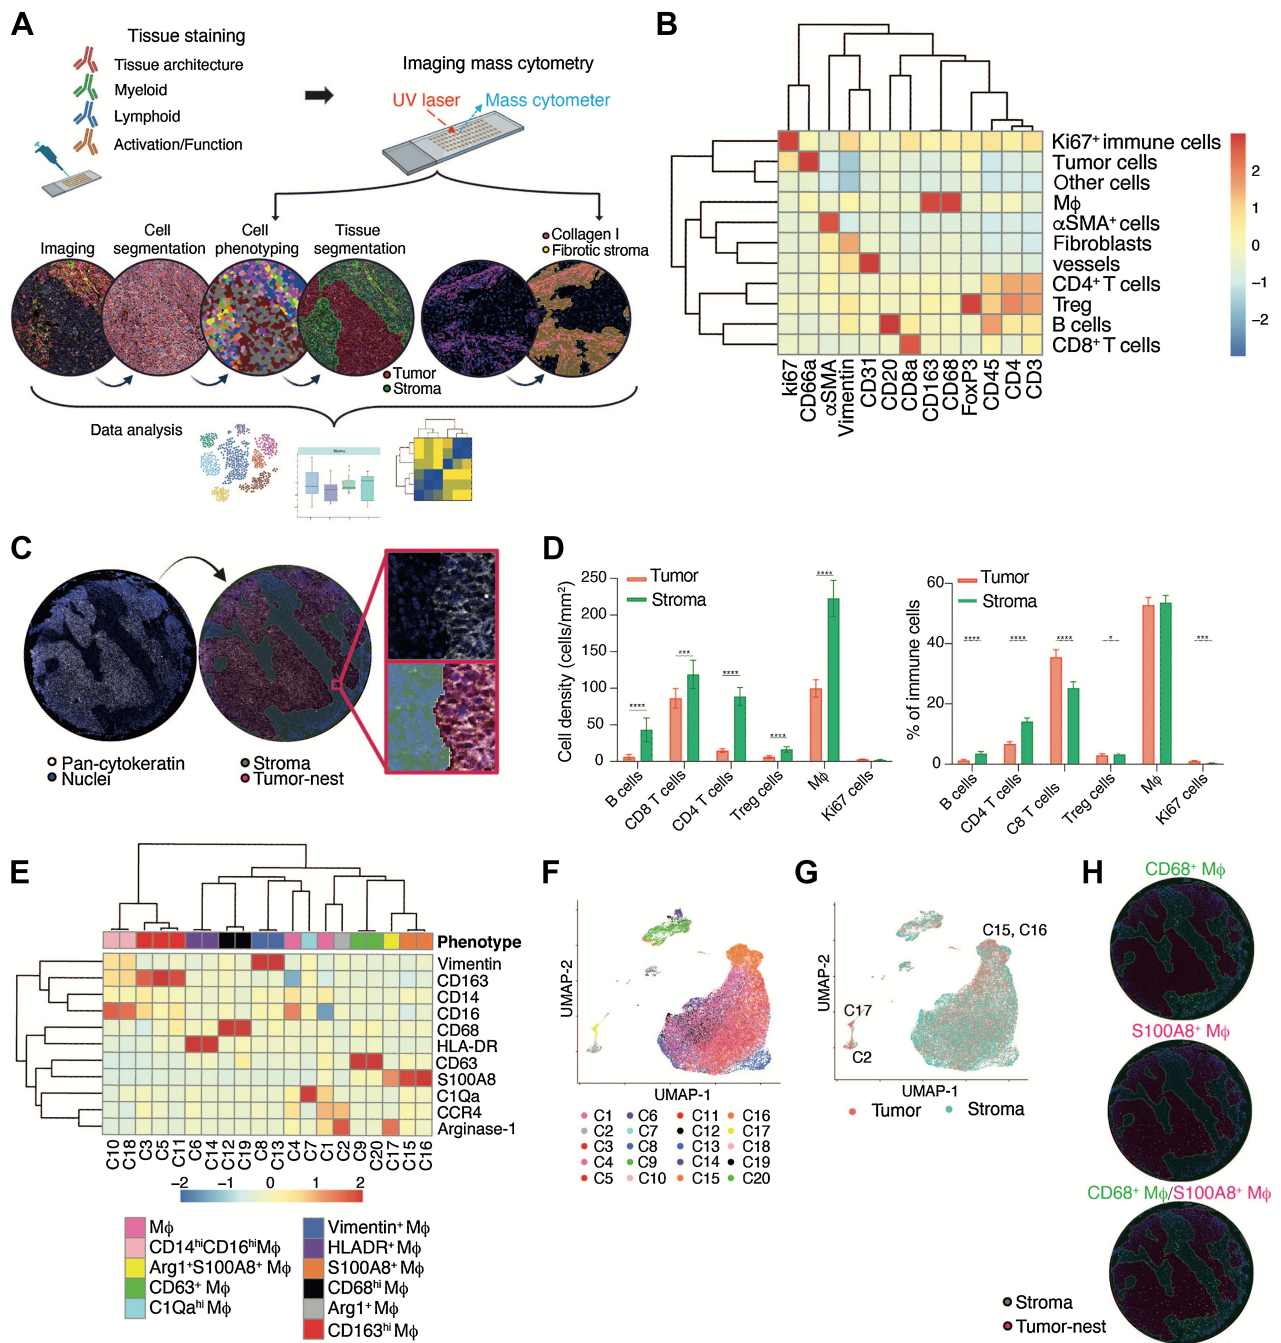 A
Tissue staining
Tissue architecture
Myeloid
Lymphoid
Activation/Function
Imaging mass cytometry
UV laser
Mass cytometer
Imaging
Cell segmentation
Cell phenotyping
Tissue segmentation
Collagen I
Fibrotic stroma
Tumor
Stroma
Data analysis
B
Ki67+ immune cells
Tumor cells
Other cells
Mϕ
αSMA+ cells
Fibroblasts
vessels
CD4+ T cells
Treg
B cells
CD8+ T cells
ki67
CD66a
αSMA
Vimentin
CD31
CD20
CD8a
CD163
CD68
FoxP3
CD45
CD4
CD3
2
1
0
−1
−2
C
Pan-cytokeratin
Nuclei
Stroma
Tumor-nest
D
Cell density (cells/mm2)
250
200
150
100
50
0
Tumor
Stroma
****
***
****
****
****
B cells
CD8 T cells
CD4 T cells
Treg cells
Mϕ
Ki67 cells
% of immune cells
60
40
20
0
Tumor
Stroma
****
****
****
*
***
B cells
CD4 T cells
C8 T cells
Treg cells
Mϕ
Ki67 cells
E
Phenotype
Vimentin
CD163
CD14
CD16
CD68
HLA-DR
CD63
S100A8
C1Qa
CCR4
Arginase-1
C10
C18
C3
C5
C11
C6
C14
C12
C19
C8
C13
C4
C7
C1
C2
C9
C20
C17
C15
C16
−2 −1 0 1 2
Mϕ
CD14hiCD16hiMϕ
Arg1+S100A8+ Mϕ
CD63+ Mϕ
C1Qahi Mϕ
Vimentin+ Mϕ
HLADR+ Mϕ
S100A8+ Mϕ
CD68hi Mϕ
Arg1+ Mϕ
CD163hi Mϕ
F
UMAP-2
UMAP-1
C1 C6 C11 C16
C2 C7 C12 C17
C3 C8 C13 C18
C4 C9 C14 C19
C5 C10 C15 C20
G
C15, C16
UMAP-2
C17
C2
UMAP-1
Tumor
Stroma
H
CD68+ Mϕ
S100A8+ Mϕ
CD68+ Mϕ/S100A8+ Mϕ
Stroma
Tumor-nest